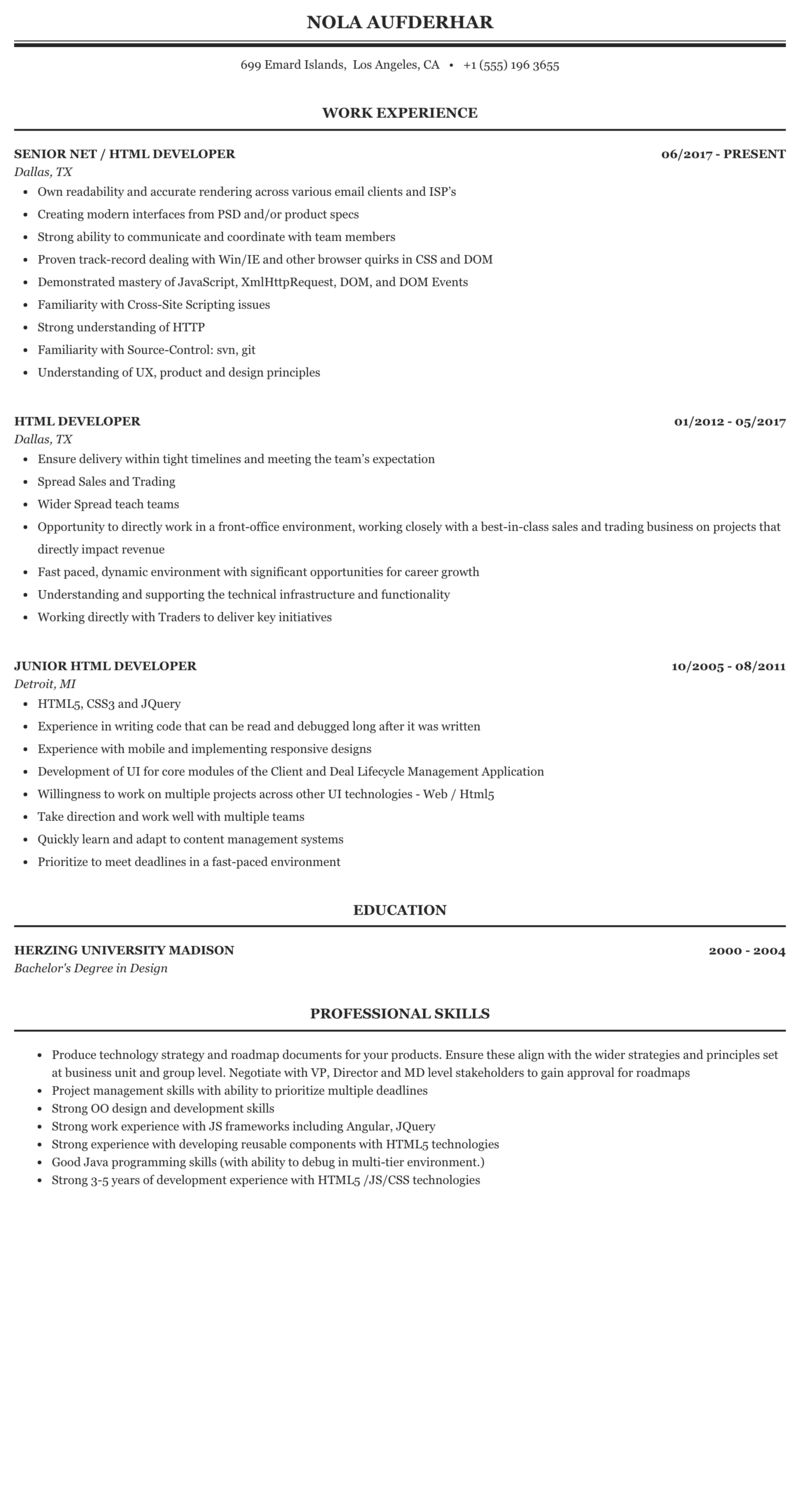 NOLA AUFDERHAR
699 Emard Islands, Los Angeles, CA • +1 (555) 196 3655
WORK EXPERIENCE
SENIOR NET / HTML DEVELOPER 06/2017 - PRESENT
Dallas, TX
• Own readability and accurate rendering across various email clients and ISP's
• Creating modern interfaces from PSD and/or product specs
• Strong ability to communicate and coordinate with team members
• Proven track-record dealing with Win/IE and other browser quirks in CSS and DOM
• Demonstrated mastery of JavaScript, XmlHttpRequest, DOM, and DOM Events
• Familiarity with Cross-Site Scripting issues
• Strong understanding of HTTP
• Familiarity with Source-Control: svn, git
• Understanding of UX, product and design principles
HTML DEVELOPER 01/2012 - 05/2017
Dallas, TX
• Ensure delivery within tight timelines and meeting the team's expectation
• Spread Sales and Trading
• Wider Spread teach teams
• Opportunity to directly work in a front-office environment, working closely with a best-in-class sales and trading business on projects that
directly impact revenue
• Fast paced, dynamic environment with significant opportunities for career growth
• Understanding and supporting the technical infrastructure and functionality
• Working directly with Traders to deliver key initiatives
JUNIOR HTML DEVELOPER 10/2005 - 08/2011
Detroit, MI
• HTML5, CSS3 and JQuery
• Experience in writing code that can be read and debugged long after it was written
• Experience with mobile and implementing responsive designs
• Development of UI for core modules of the Client and Deal Lifecycle Management Application
• Willingness to work on multiple projects across other UI technologies - Web / Html5
• Take direction and work well with multiple teams
• Quickly learn and adapt to content management systems
• Prioritize to meet deadlines in a fast-paced environment
EDUCATION
HERZING UNIVERSITY MADISON 2000 - 2004
Bachelor's Degree in Design
PROFESSIONAL SKILLS
• Produce technology strategy and roadmap documents for your products. Ensure these align with the wider strategies and principles set
at business unit and group level. Negotiate with VP, Director and MD level stakeholders to gain approval for roadmaps
• Project management skills with ability to prioritize multiple deadlines
• Strong OO design and development skills
• Strong work experience with JS frameworks including Angular, JQuery
• Strong experience with developing reusable components with HTML5 technologies
• Good Java programming skills (with ability to debug in multi-tier environment.)
• Strong 3-5 years of development experience with HTML5 /JS/CSS technologies